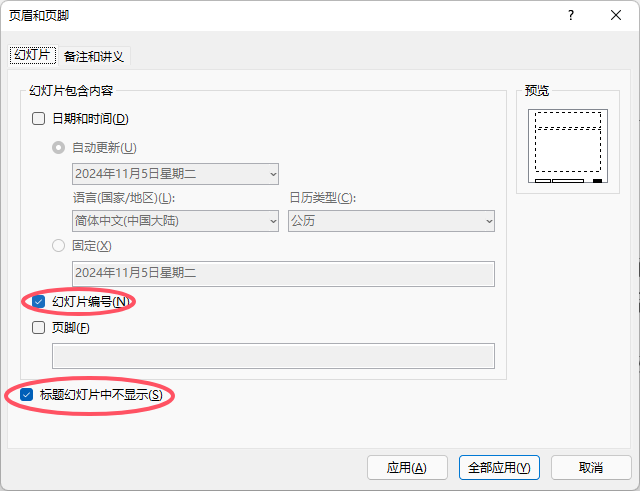 页眉和页脚 ?
幻灯片 备注和讲义
幻灯片包含内容 预览
日期和时间(D)
自动更新(U)
2024年11月5日星期二
语言(国家/地区)(L): 日历类型(C):
简体中文(中国大陆) 公历
固定(X)
2024年11月5日星期二
幻灯片编号(N)
页脚(F)
标题幻灯片中不显示(S)
应用(A) 全部应用(Y) 取消